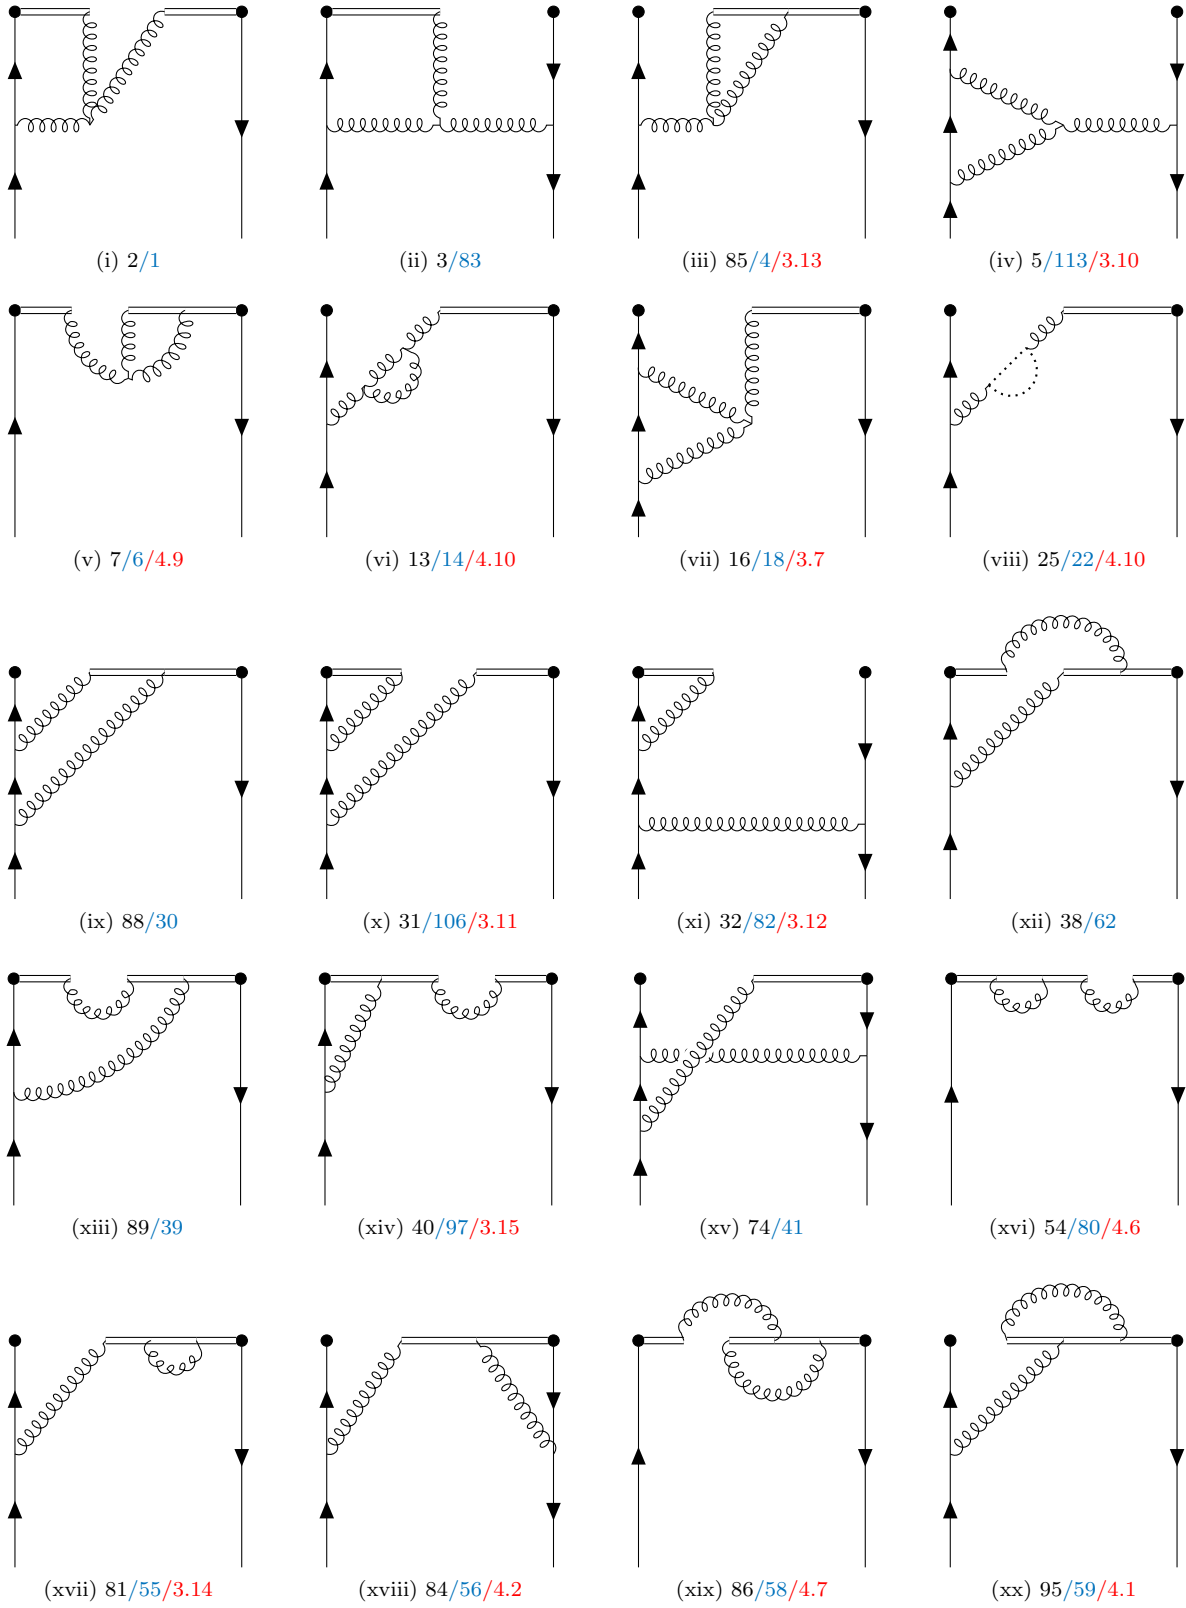 (i) 2/1 (ii) 3/83 (iii) 85/4/3.13 (iv) 5/113/3.10
(v) 7/6/4.9 (vi) 13/14/4.10 (vii) 16/18/3.7 (viii) 25/22/4.10
(ix) 88/30 (x) 31/106/3.11 (xi) 32/82/3.12 (xii) 38/62
(xiii) 89/39 (xiv) 40/97/3.15 (xv) 74/41 (xvi) 54/80/4.6
(xvii) 81/55/3.14 (xviii) 84/56/4.2 (xix) 86/58/4.7 (xx) 95/59/4.1